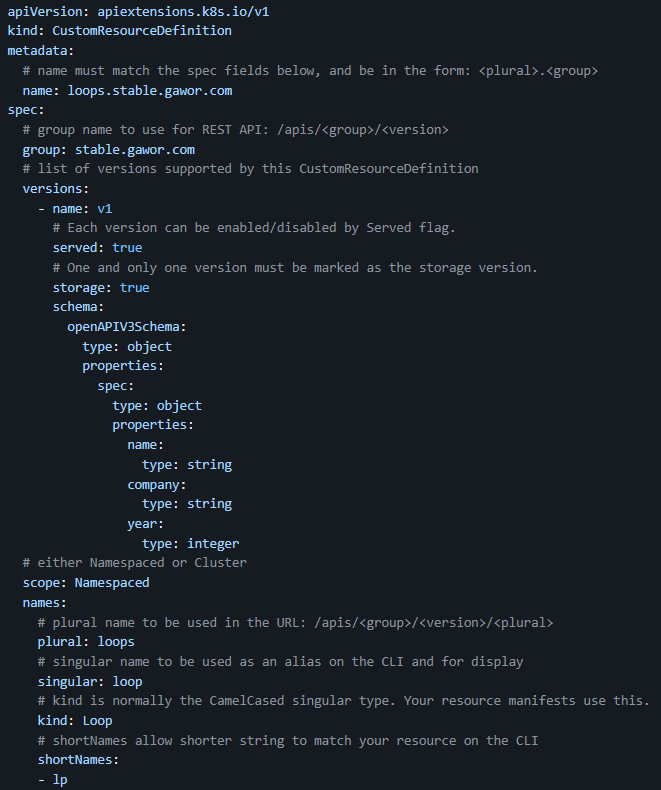 apiVersion: apiextensions.k8s.io/v1
kind: CustomResourceDefinition
metadata:
  # name must match the spec fields below, and be in the form: <plural>.<group>
  name: loops.stable.gawor.com
spec:
  # group name to use for REST API: /apis/<group>/<version>
  group: stable.gawor.com
  # list of versions supported by this CustomResourceDefinition
  versions:
    - name: v1
      # Each version can be enabled/disabled by Served flag.
      served: true
      # One and only one version must be marked as the storage version.
      storage: true
      schema:
        openAPIV3Schema:
          type: object
          properties:
            spec:
              type: object
              properties:
                name:
                  type: string
                company:
                  type: string
                year:
                  type: integer
  # either Namespaced or Cluster
  scope: Namespaced
  names:
    # plural name to be used in the URL: /apis/<group>/<version>/<plural>
    plural: loops
    # singular name to be used as an alias on the CLI and for display
    singular: loop
    # kind is normally the CamelCased singular type. Your resource manifests use this.
    kind: Loop
    # shortNames allow shorter string to match your resource on the CLI
    shortNames:
    - lp